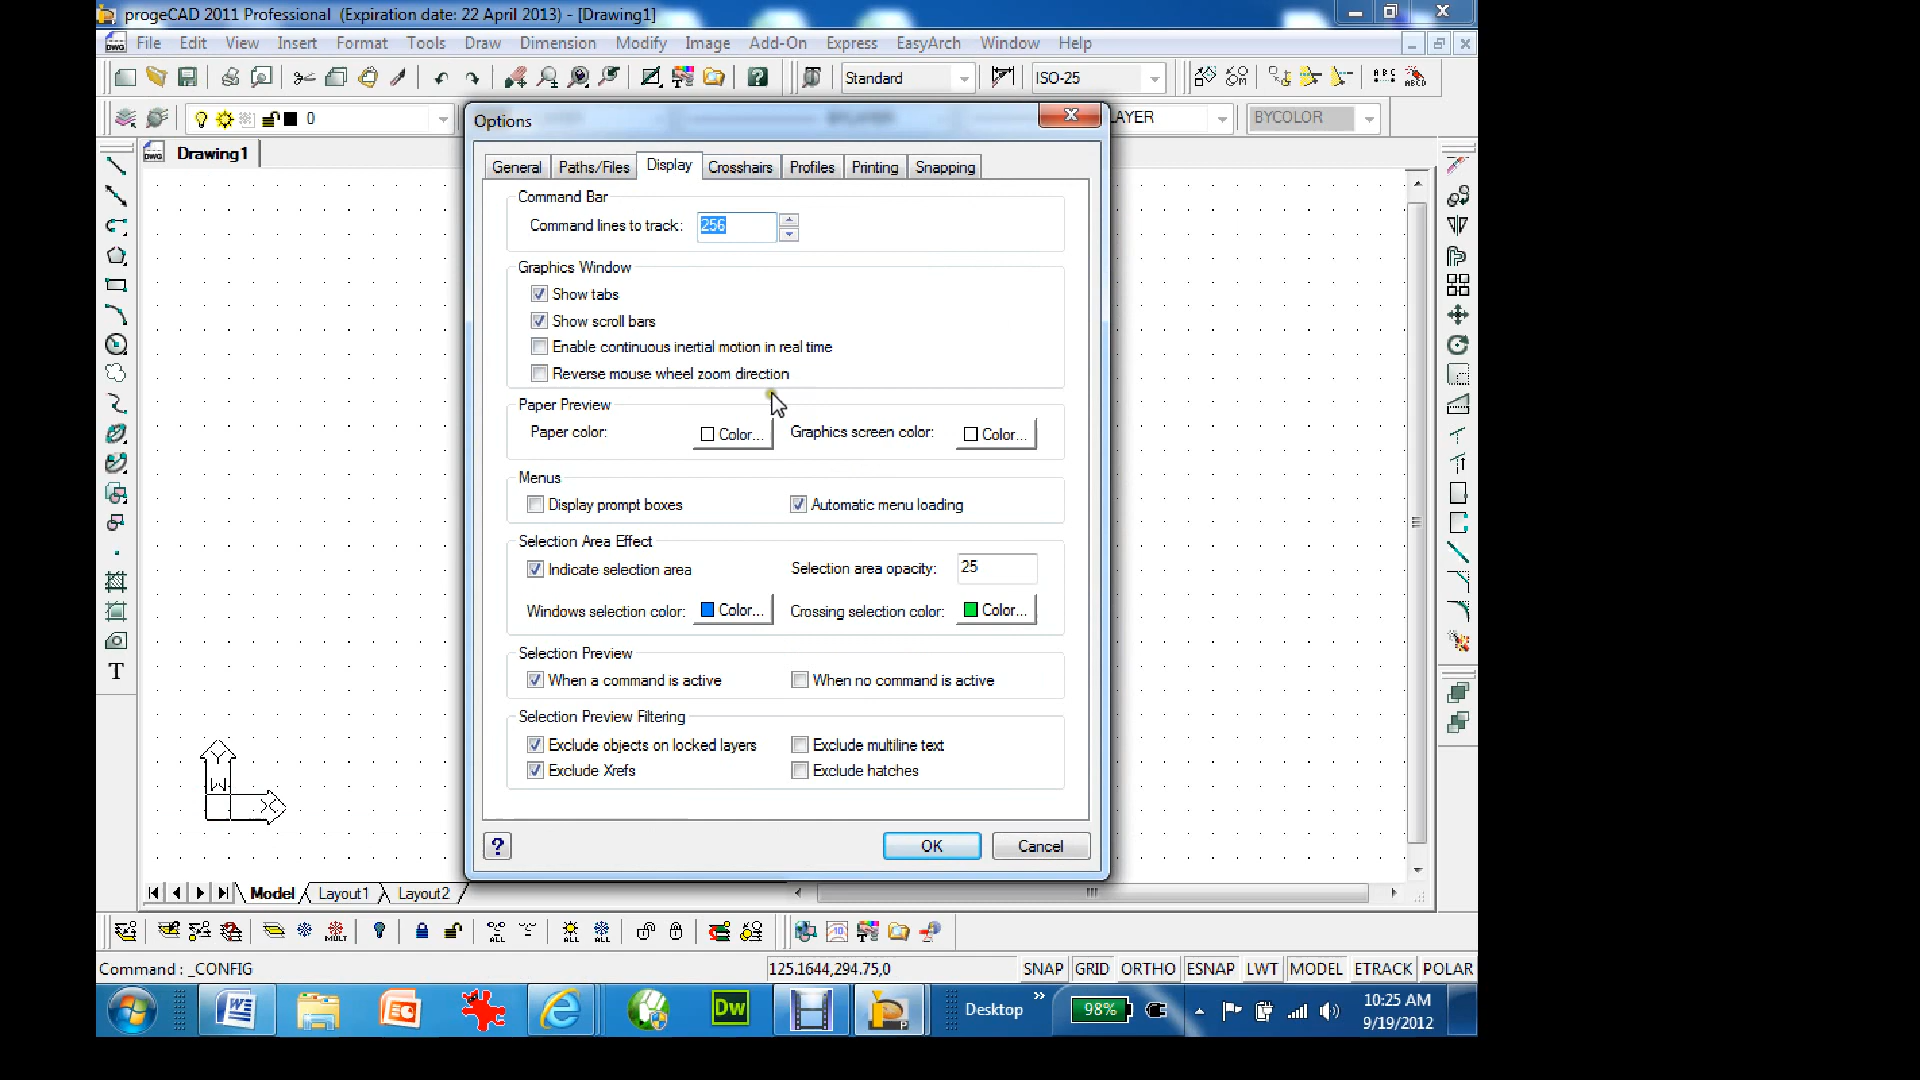 progeCAD 2011 Professional (Expiration date: 22 April 2013) - [Drawing1]
File Edit View Insert Format Tools Draw Dimension Modify Image Add-On Express EasyArch Window Help
Standard ISO-25
0 LAYER BYCOLOR
Options
Drawing1
General Paths/Files Display Crosshairs Profiles Printing Snapping
Command Bar
Command lines to track: 256
Graphics Window
Show tabs
Show scroll bars
Enable continuous inertial motion in real time
Reverse mouse wheel zoom direction
Paper Preview
Paper color: Color... Graphics screen color: Color...
Menus
Display prompt boxes Automatic menu loading
Selection Area Effect
Indicate selection area Selection area opacity: 25
Windows selection color: Color... Crossing selection color: Color...
Selection Preview
When a command is active When no command is active
Selection Preview Filtering
Exclude objects on locked layers Exclude multiline text
Exclude Xrefs Exclude hatches
T
Y
W
X
? OK Cancel
Model Layout1 Layout2
Command : _CONFIG 125.1644,294.75,0 SNAP GRID ORTHO ESNAP LWT MODEL ETRACK POLAR
Dw Desktop 98% 10:25 AM
9/19/2012